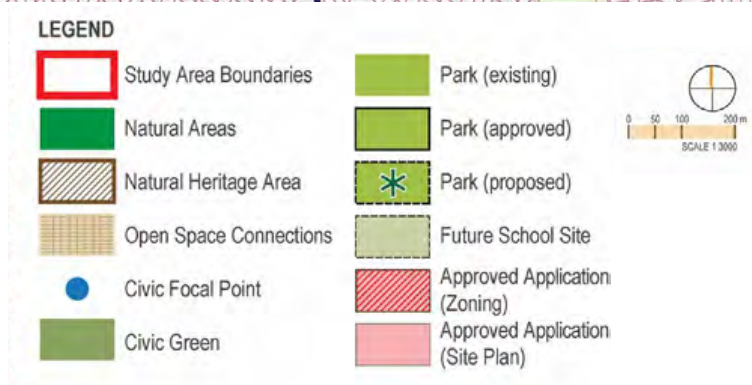 LEGEND
Study Area Boundaries
Natural Areas
Natural Heritage Area
Open Space Connections
Civic Focal Point
Civic Green
Park (existing)
Park (approved)
Park (proposed)
Future School Site
Approved Application
(Zoning)
Approved Application
(Site Plan)
0 50 100 200 m
SCALE 1:3000